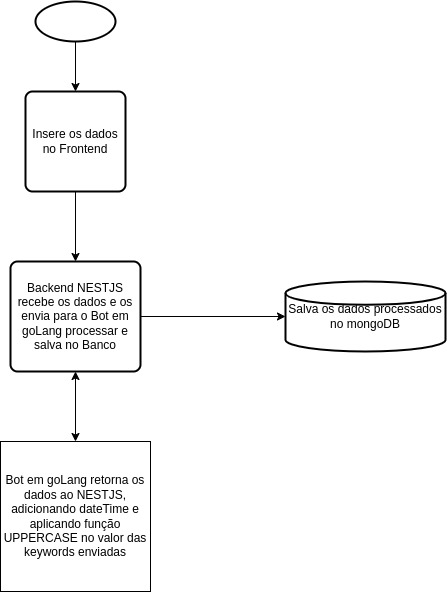 Insere os dados
no Frontend
Backend NESTJS
recebe os dados e os
envia para o Bot em
goLang processar e
salva no Banco
Salva os dados processados
no mongoDB
Bot em goLang retorna os
dados ao NESTJS,
adicionando dateTime e
aplicando função
UPPERCASE no valor das
keywords enviadas